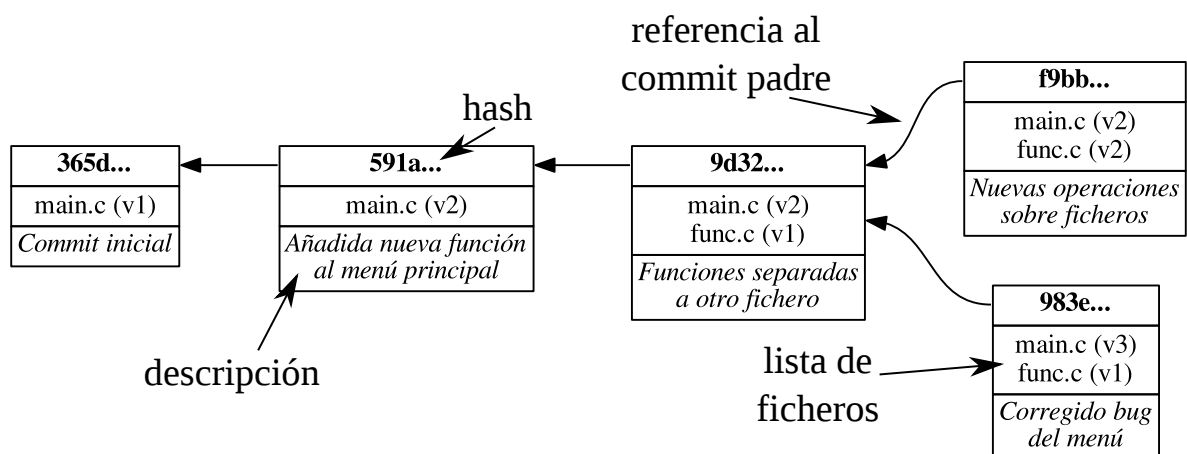 referencia al
commit padre
hash
365d...
main.c (v1)
Commit inicial
591a...
main.c (v2)
Añadida nueva función
al menú principal
descripción
9d32...
main.c (v2)
func.c (v1)
Funciones separadas
a otro fichero
f9bb...
main.c (v2)
func.c (v2)
Nuevas operaciones
sobre ficheros
983e...
main.c (v3)
func.c (v1)
Corregido bug
del menú
lista de
ficheros